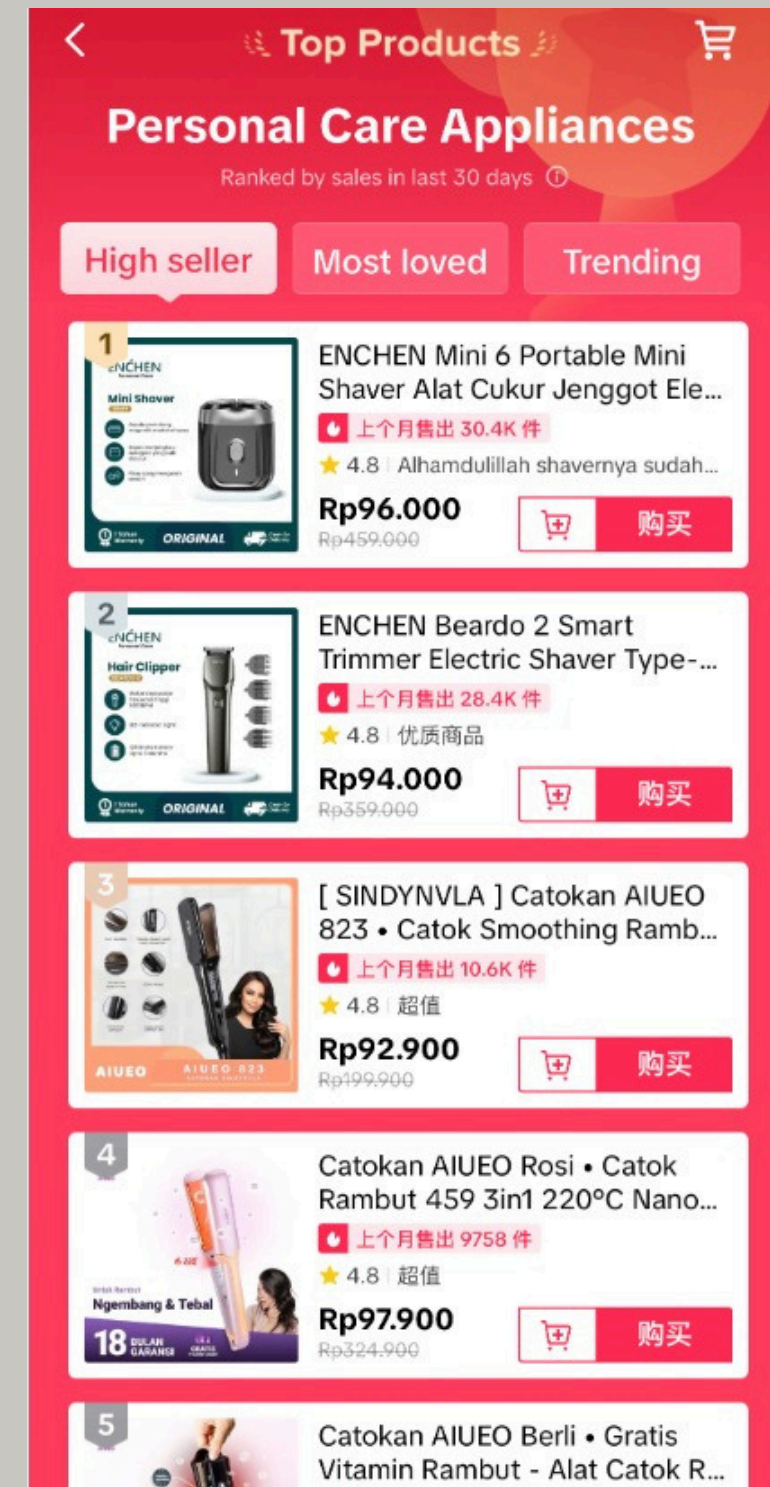 Top Products
Personal Care Appliances
Ranked by sales in last 30 days
High seller
Most loved
Trending
1
ENCHEN
Mini Shaver
ORIGINAL
ENCHEN Mini 6 Portable Mini
Shaver Alat Cukur Jenggot Ele...
上个月售出 30.4K 件
4.8 Alhamdulillah shavernya sudah...
Rp96.000
Rp459.000
购买
2
ENCHEN
Hair Clipper
ORIGINAL
ENCHEN Beardo 2 Smart
Trimmer Electric Shaver Type-...
上个月售出 28.4K 件
4.8 优质商品
Rp94.000
Rp359.000
购买
3
AIUEO
AIUEO 823
[ SINDYNVLA ] Catokan AIUEO
823 • Catok Smoothing Ramb...
上个月售出 10.6K 件
4.8 超值
Rp92.900
Rp199.900
购买
4
Untuk Rambut
Ngembang & Tebal
18 BULAN
GARANSI
GRATIS
Catokan AIUEO Rosi • Catok
Rambut 459 3in1 220°C Nano...
上个月售出 9758 件
4.8 超值
Rp97.900
Rp324.900
购买
5
Catokan AIUEO Berli • Gratis
Vitamin Rambut - Alat Catok R...